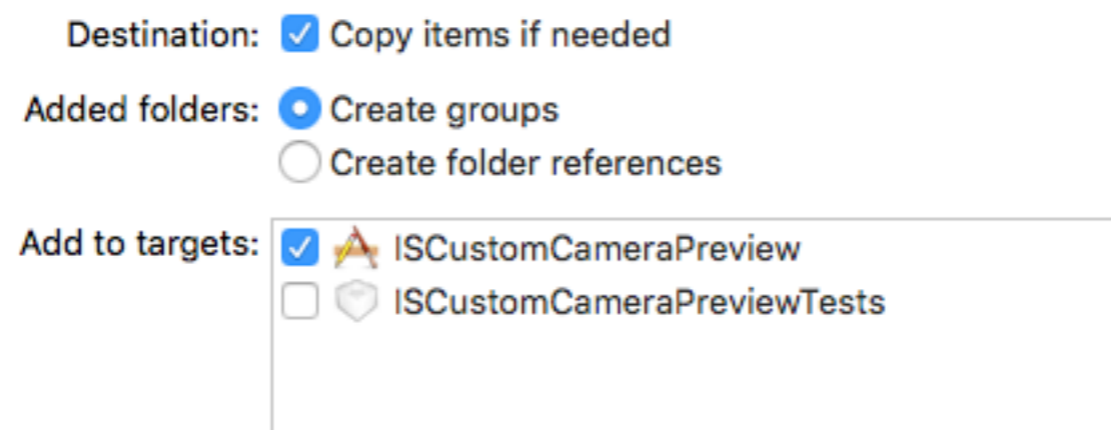 Destination: Copy items if needed
Added folders: Create groups
Create folder references
Add to targets: ISCustomCameraPreview
ISCustomCameraPreviewTests